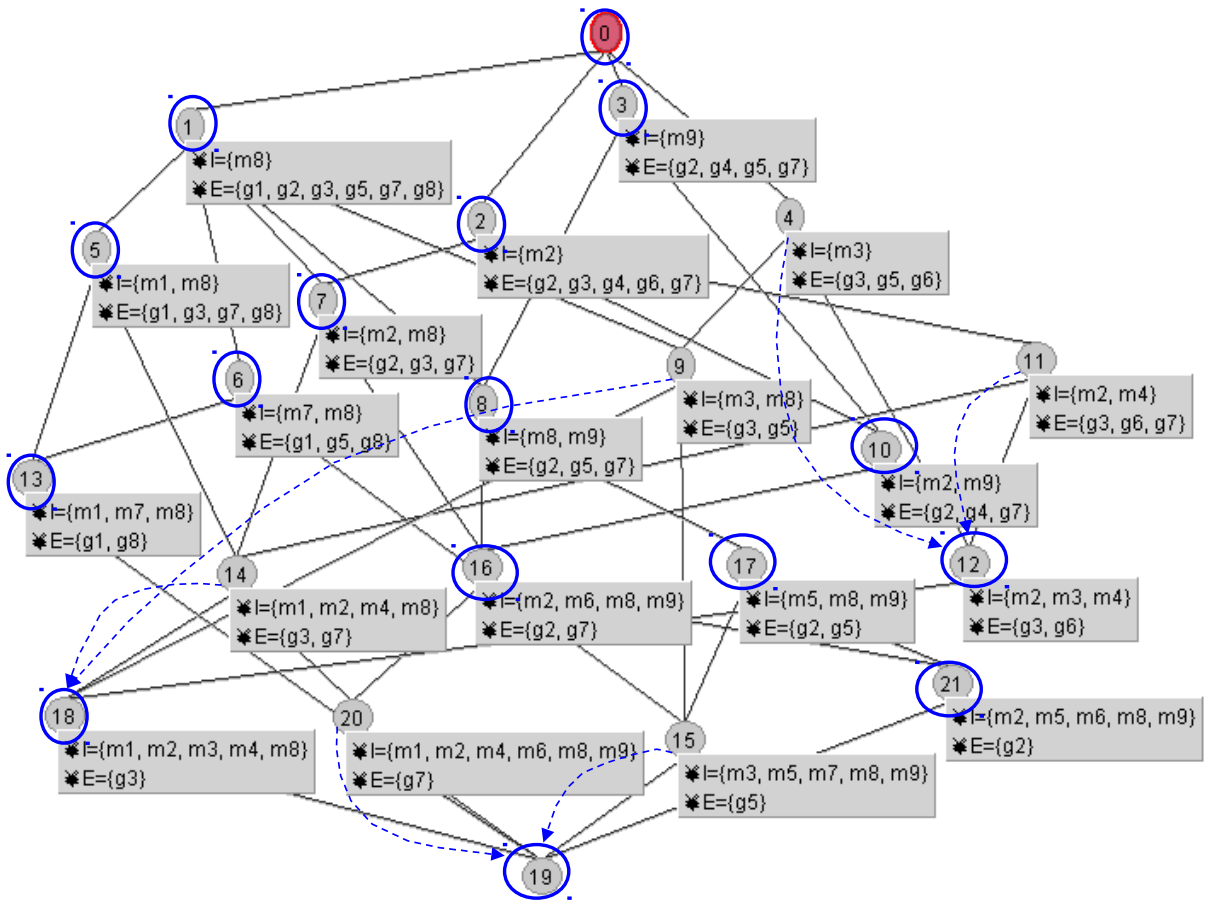 0
3
1
I={m9}
E={g2, g4, g5, g7}
I={m8}
E={g1, g2, g3, g5, g7, g8}
2
4
5
I={m2}
E={g2, g3, g4, g6, g7}
I={m3}
E={g3, g5, g6}
I={m1, m8}
E={g1, g3, g7, g8}
7
I={m2, m8}
E={g2, g3, g7}
9
11
6
I={m3, m8}
E={g3, g5}
I={m2, m4}
E={g3, g6, g7}
8
I={m7, m8}
E={g1, g5, g8}
I={m8, m9}
E={g2, g5, g7}
10
I={m2, m9}
E={g2, g4, g7}
13
I={m1, m7, m8}
E={g1, g8}
14
16
17
12
I={m1, m2, m4, m8}
E={g3, g7}
I={m2, m6, m8, m9}
E={g2, g7}
I={m5, m8, m9}
E={g2, g5}
I={m2, m3, m4}
E={g3, g6}
21
I={m2, m5, m6, m8, m9}
E={g2}
18
I={m1, m2, m3, m4, m8}
E={g3}
20
I={m1, m2, m4, m6, m8, m9}
E={g7}
15
I={m3, m5, m7, m8, m9}
E={g5}
19